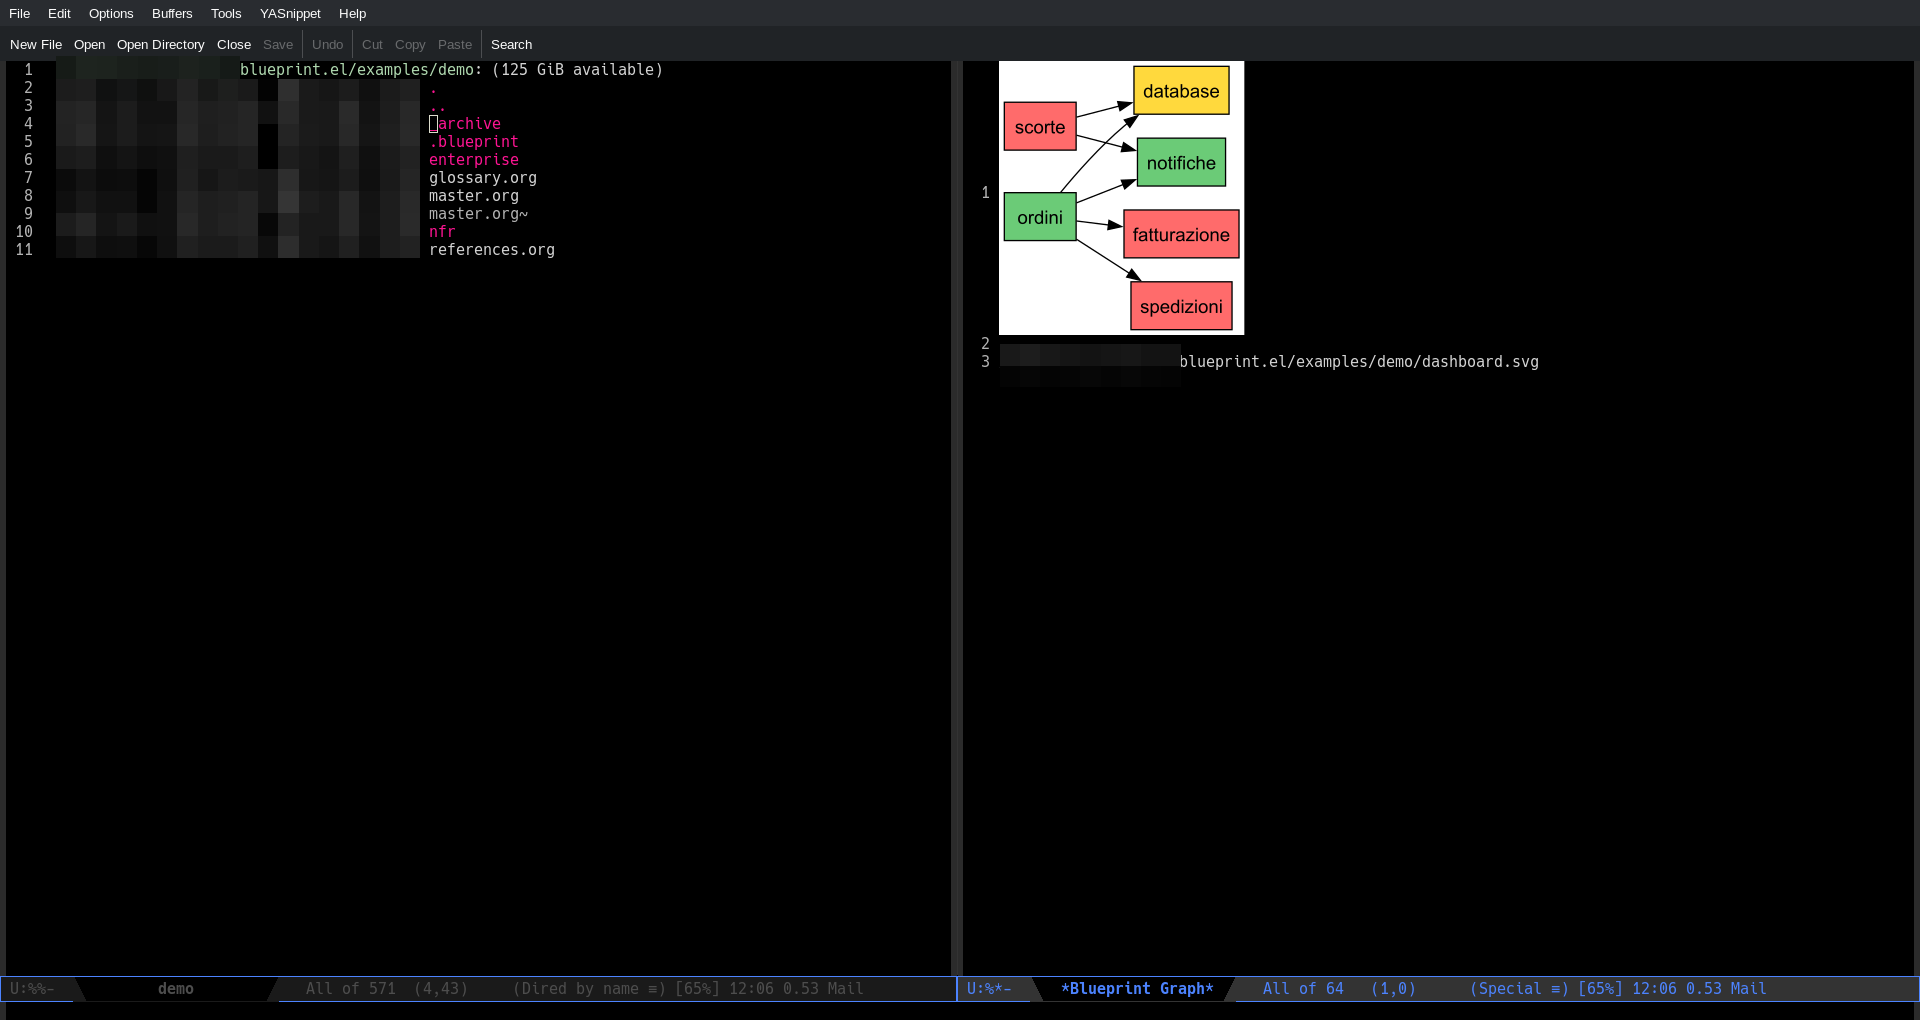 File Edit Options Buffers Tools YASnippet Help
New File Open Open Directory Close Save Undo Cut Copy Paste Search
1 blueprint.el/examples/demo: (125 GiB available)
2 .
3 ..
4 archive
5 .blueprint
6 enterprise
7 glossary.org
8 master.org
9 master.org~
10 nfr
11 references.org
database
scorte
notifiche
1
ordini
fatturazione
spedizioni
2
3 blueprint.el/examples/demo/dashboard.svg
U:%%- demo All of 571 (4,43) (Dired by name ≡) [65%] 12:06 0.53 Mail
U:%*- *Blueprint Graph* All of 64 (1,0) (Special ≡) [65%] 12:06 0.53 Mail